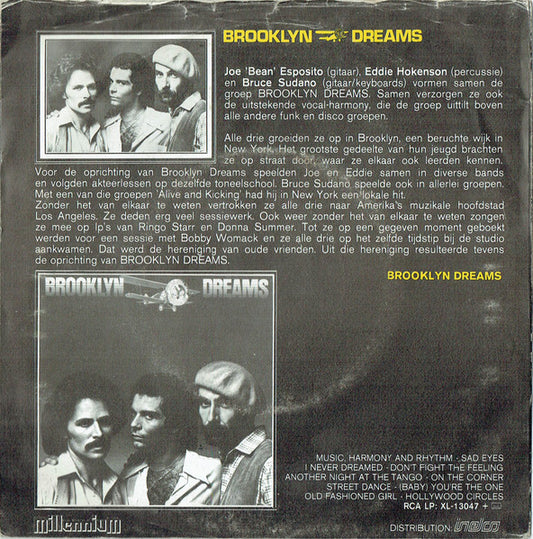 BROOKLYN DREAMS
Joe 'Bean' Esposito (gitaar), Eddie Hokenson (percussie)
en Bruce Sudano (gitaar/keyboards) vormen samen de
groep BROOKLYN DREAMS. Samen verzorgen ze ook
de uitstekende vocal-harmony, die de groep uittilt boven
alle andere funk en disco groepen.
Alle drie groeiden ze op in Brooklyn, een beruchte wijk in
New York. Het grootste gedeelte van hun jeugd brachten
ze op straat door, waar ze elkaar ook leerden kennen.
Voor de oprichting van Brooklyn Dreams speelden Joe en Eddie samen in diverse bands
en volgden akteerlessen op dezelfde toneelschool. Bruce Sudano speelde ook in allerlei groepen.
Met een van die groepen 'Alive and Kicking' had hij in New York een lokale hit.
Zonder het van elkaar te weten vertrokken ze alle drie naar Amerika's muzikale hoofdstad
Los Angeles. Ze deden erg veel sessiewerk. Ook weer zonder het van elkaar te weten zongen
ze mee op lp's van Ringo Starr en Donna Summer. Tot ze op een gegeven moment geboekt
werden voor een sessie met Bobby Womack en ze alle drie op het zelfde tijdstip bij de studio
aankwamen. Dat werd de hereniging van oude vrienden. Uit die hereniging resulteerde tevens
de oprichting van BROOKLYN DREAMS.
BROOKLYN DREAMS
BROOKLYN DREAMS
MUSIC, HARMONY AND RHYTHM - SAD EYES
I NEVER DREAMED - DON'T FIGHT THE FEELING
ANOTHER NIGHT AT THE TANGO - ON THE CORNER
STREET DANCE - (BABY) YOU'RE THE ONE
OLD FASHIONED GIRL - HOLLYWOOD CIRCLES
RCA LP: XL-13047 +
millennium
DISTRIBUTION: inelco